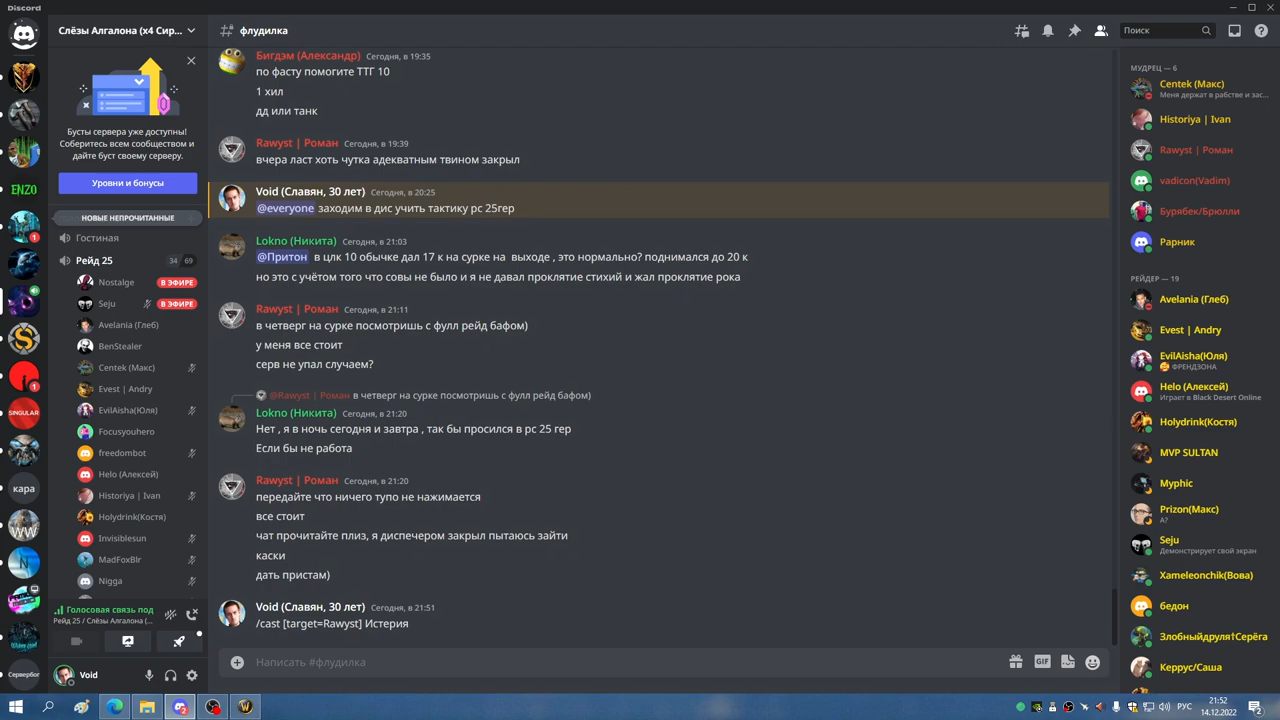 Discord
Слёзы Алгалона (x4 Сир...
флудилка
Поиск
Бусты сервера уже доступны!
Соберитесь всем сообществом и
дайте буст своему серверу.
Уровни и бонусы
НОВЫЕ НЕПРОЧИТАННЫЕ
Гостиная
Рейд 25
34 69
Nostalge
В ЭФИРЕ
Seju
В ЭФИРЕ
Avelania (Глеб)
BenStealer
Centek (Макс)
Evest | Andry
EvilAisha(Юля)
Focusyouhero
freedombot
Helo (Алексей)
Historiya | Ivan
Holydrink(Костя)
Invisiblesun
MadFoxBlr
Nigga
Голосовая связь под
Рейд 25 / Слёзы Алгалона (...
Void
ENZO
1
1
SINGULAR
кара
WW
N
Сервербог
Бигдэм (Александр) Сегодня, в 19:35
по фасту помогите ТТГ 10
1 хил
дд или танк
Rawyst | Роман Сегодня, в 19:39
вчера ласт хоть чутка адекватным твином закрыл
Void (Славян, 30 лет) Сегодня, в 20:25
@everyone заходим в дис учить тактику рс 25гер
Lokno (Никита) Сегодня, в 21:03
@Притон в цлк 10 обычке дал 17 к на сурке на выходе , это нормально? поднимался до 20 к
но это с учётом того что совы не было и я не давал проклятие стихий и жал проклятие рока
Rawyst | Роман Сегодня, в 21:11
в четверг на сурке посмотришь с фулл рейд бафом)
у меня все стоит
серв не упал случаем?
@Rawyst | Роман в четверг на сурке посмотришь с фулл рейд бафом)
Lokno (Никита) Сегодня, в 21:20
Нет , я в ночь сегодня и завтра , так бы просился в рс 25 гер
Если бы не работа
Rawyst | Роман Сегодня, в 21:20
передайте что ничего тупо не нажимается
все стоит
чат прочитайте плиз, я диспечером закрыл пытаюсь зайти
каски
дать пристам)
Void (Славян, 30 лет) Сегодня, в 21:51
/cast [target=Rawyst] Истерия
Написать #флудилка
GIF
МУДРЕЦ — 6
Centek (Макс)
Меня держат в рабстве и зас...
Historiya | Ivan
Rawyst | Роман
vadicon(Vadim)
Бурябек/Брюлли
Рарник
РЕЙДЕР — 19
Avelania (Глеб)
Evest | Andry
EvilAisha(Юля)
ФРЕНДЗОНА
Helo (Алексей)
Играет в Black Desert Online
Holydrink(Костя)
MVP SULTAN
Myphic
Prizon(Макс)
А?
Seju
Демонстрирует свой экран
Xameleonchik(Вова)
бедон
Злобныйдруля†Серёга
Керрус/Саша
РУС
21:52
14.12.2022
2